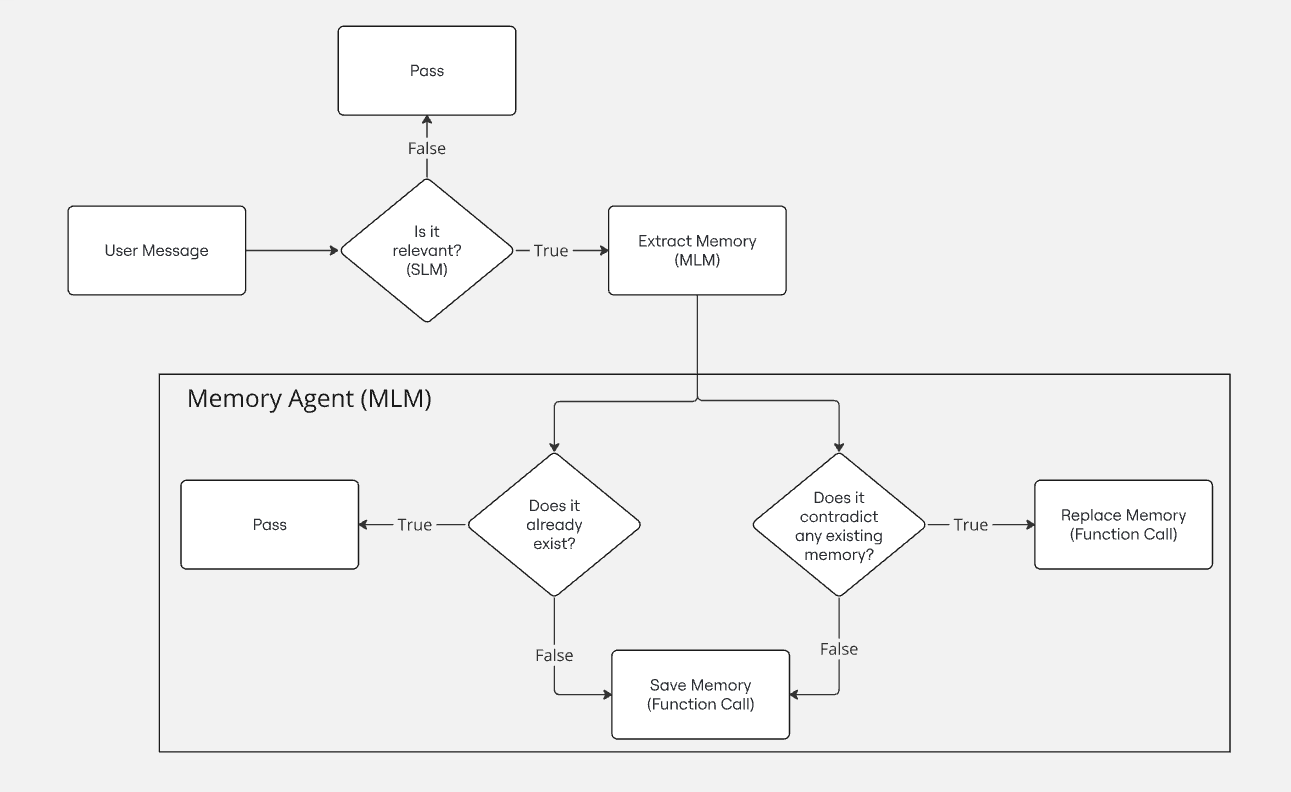 Pass
False
User Message
Is it
relevant?
(SLM)
True
Extract Memory
(MLM)
Memory Agent (MLM)
Pass
True
Does it
already
exist?
Does it
contradict
any existing
memory?
True
Replace Memory
(Function Call)
False
False
Save Memory
(Function Call)